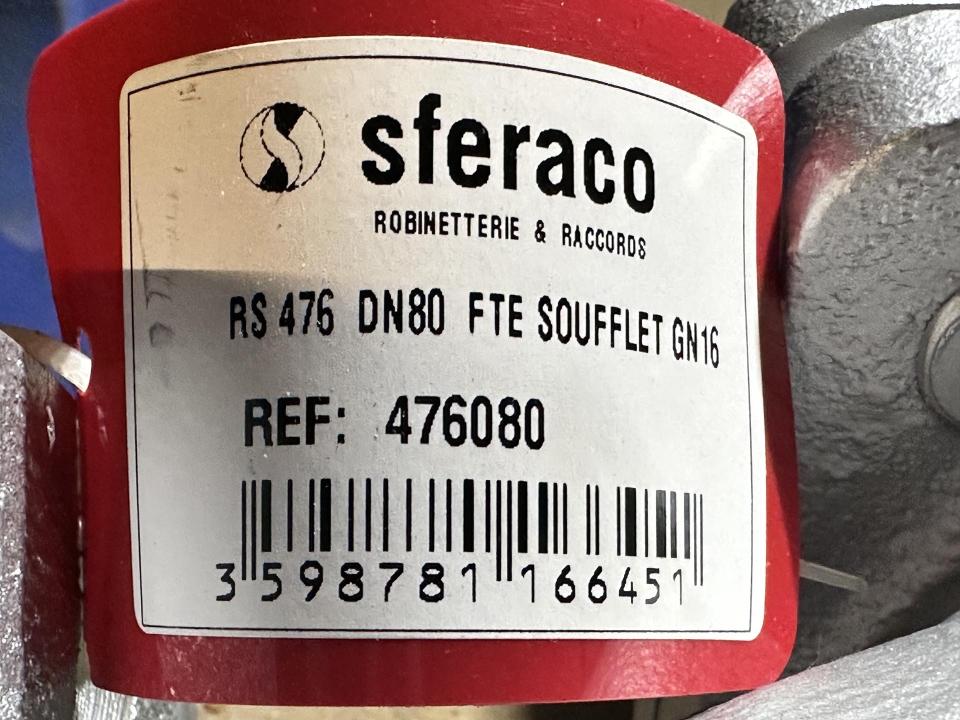 sferaco
ROBINETTERIE & RACCORDS
RS 476 DN80 FTE SOUFFLET GN16
REF: 476080
3 598781 166451